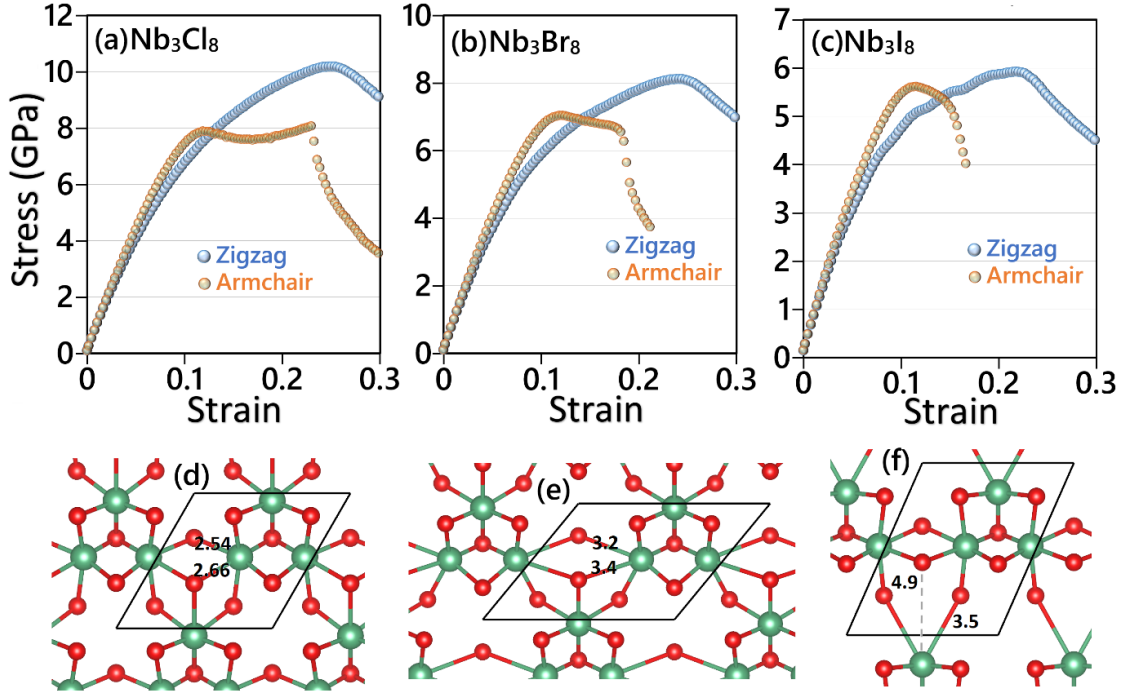 (a)Nb₃Cl₈
Stress (GPa)
12
10
8
6
4
2
0
0
0.1
0.2
0.3
Strain
Zigzag
Armchair
(b)Nb₃Br₈
10
8
6
4
2
0
0
0.1
0.2
0.3
Strain
Zigzag
Armchair
(c)Nb₃I₈
7
6
5
4
3
2
1
0
0
0.1
0.2
0.3
Strain
Zigzag
Armchair
(d)
2.54
2.66
(e)
3.2
3.4
(f)
4.9
3.5